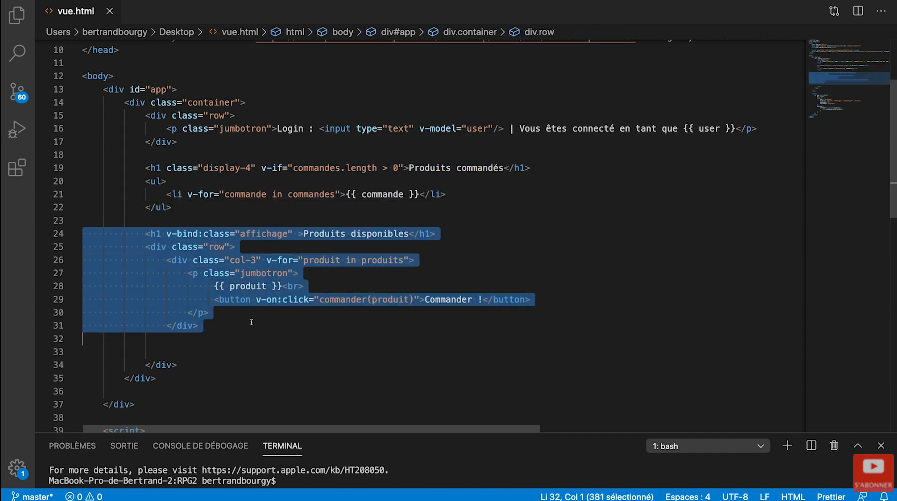 vue.html
Users > bertrandbourgy > Desktop > vue.html > html > body > div#app > div.container > div.row
10 </head>
11
12 <body>
13 <div id="app">
14 <div class="container">
15 <div class="row">
16 <p class="jumbotron">Login : <input type="text" v-model="user"/> | Vous êtes connecté en tant que {{ user }}</p>
17 </div>
18
19 <h1 class="display-4" v-if="commandes.length > 0">Produits commandés</h1>
20 <ul>
21 <li v-for="commande in commandes">{{ commande }}</li>
22 </ul>
23
24 <h1 v-bind:class="affichage" >Produits disponibles</h1>
25 <div class="row">
26 <div class="col-3" v-for="produit in produits">
27 <p class="jumbotron">
28 {{ produit }}<br>
29 <button v-on:click="commander(produit)">Commander !</button>
30 </p>
31 </div>
32
33
34 </div>
35 </div>
36
37 </div>
38
39 <script>
60
PROBLÈMES SORTIE CONSOLE DE DÉBOGAGE TERMINAL 1: bash
For more details, please visit https://support.apple.com/kb/HT208050.
MacBook-Pro-de-Bertrand-2:RPG2 bertrandbourgy$
1
S'ABONNER
master* 0 0 Li 32, Col 1 (381 sélectionné) Espaces : 4 UTF-8 LF HTML Prettier